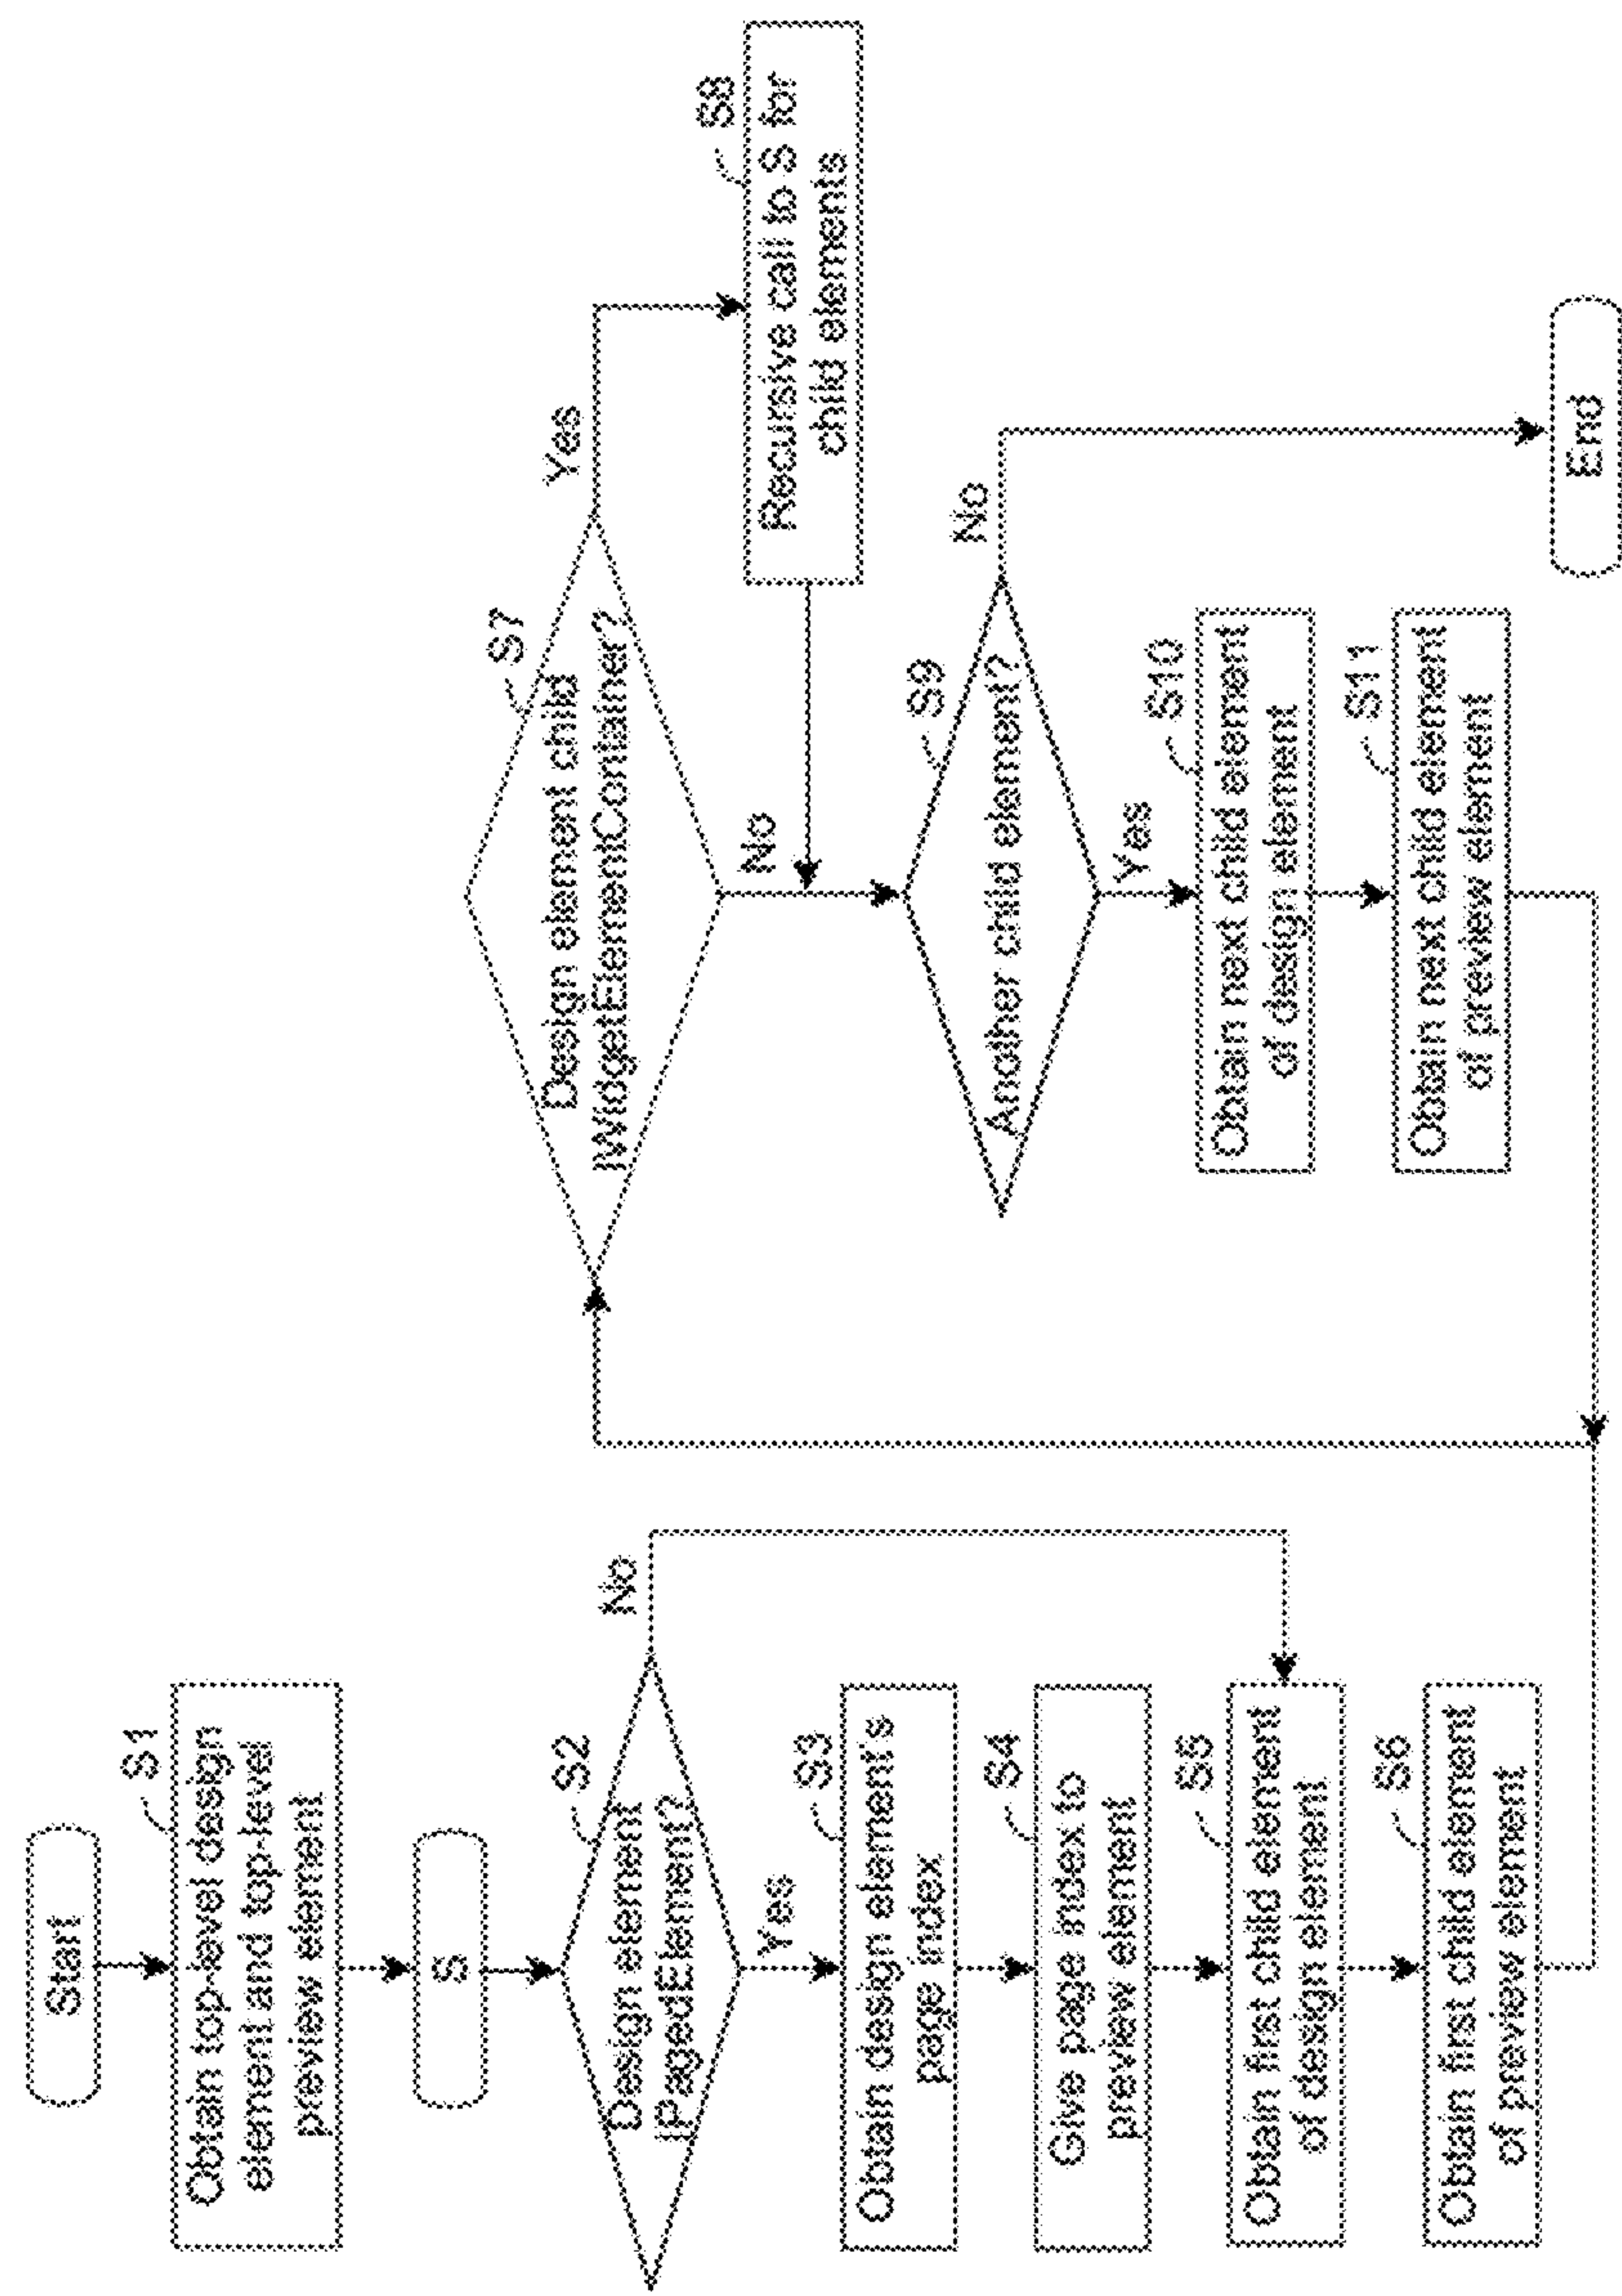 Start
S1
Obtain top-level design
element and top-level
preview element
S
S2
Design element
IPagedElement?
No
Yes
S3
Obtain design element's
page index
S4
Give page index to
preview element
S5
Obtain first child element
of design element
S6
Obtain first child element
of preview element
S7
Design element child
IWidgetElementContainer?
Yes
No
S8
Recursive call to S for
child elements
S9
Another child element?
No
Yes
S10
Obtain next child element
of design element
S11
Obtain next child element
of preview element
End